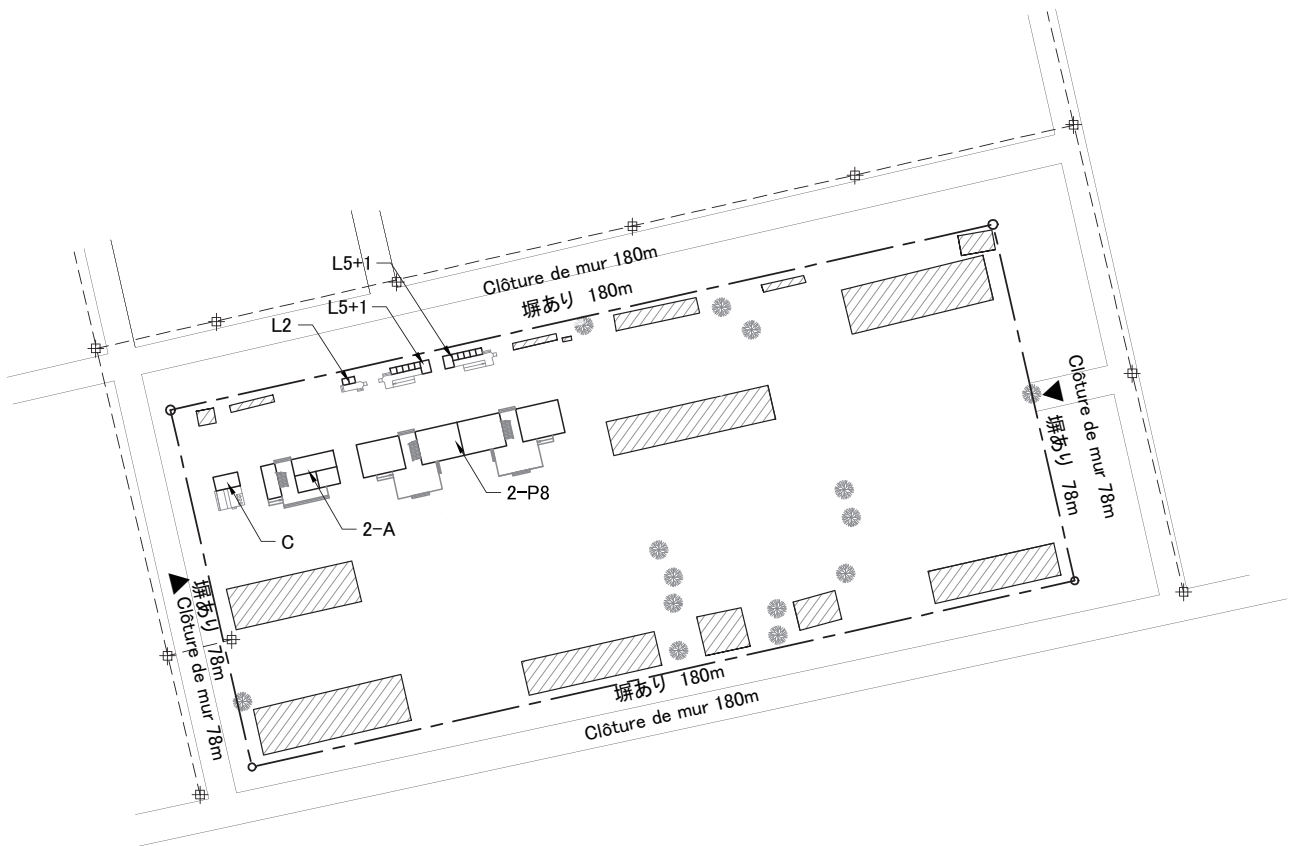 L5+1
Clôture de mur 180m
塀あり 180m
L5+1
L2
Clôture de mur 78m
塀あり 78m
2-P8
2-A
C
塀あり 78m
Clôture de mur 78m
塀あり 180m
Clôture de mur 180m